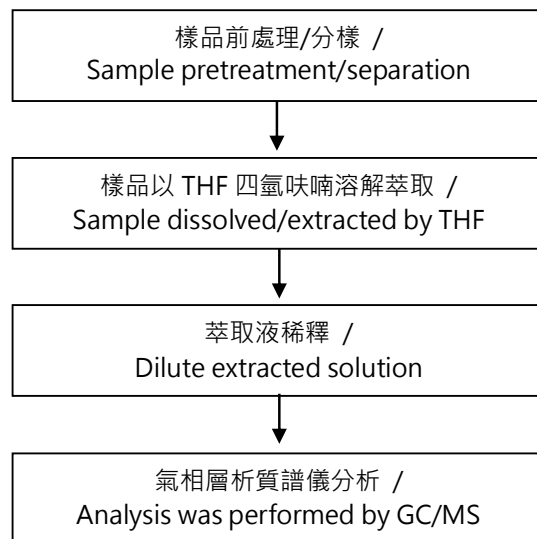 樣品前處理/分樣 /
Sample pretreatment/separation
樣品以 THF 四氫呋喃溶解萃取 /
Sample dissolved/extracted by THF
萃取液稀釋 /
Dilute extracted solution
氣相層析質譜儀分析 /
Analysis was performed by GC/MS